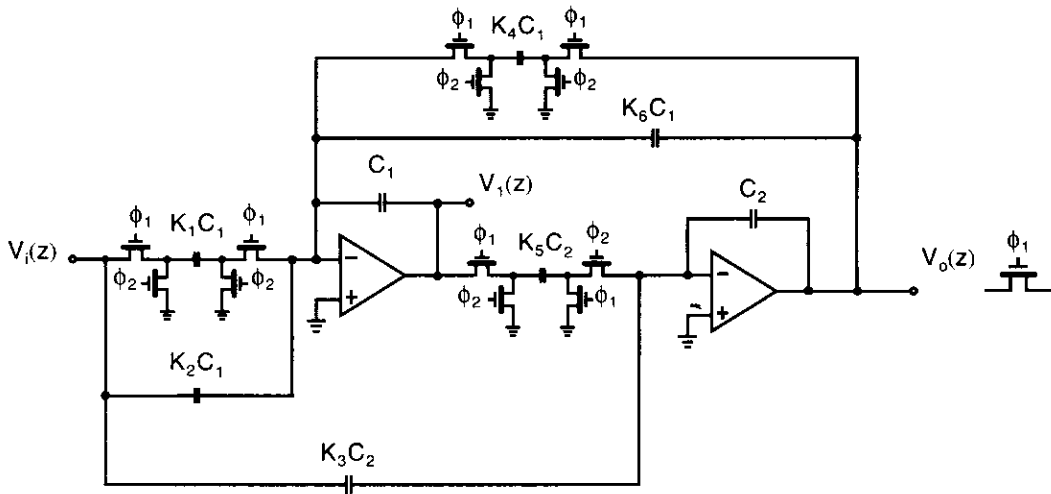 ϕ₁ K₄C₁ ϕ₁
ϕ₂ ϕ₂
K₆C₁
C₁ V₁(z)
C₂
ϕ₁ K₁C₁ ϕ₁
Vᵢ(z)
ϕ₂ ϕ₂
ϕ₁ K₅C₂ ϕ₂
ϕ₂ ϕ₁
− +
− +
Vₒ(z)
ϕ₁
K₂C₁
K₃C₂